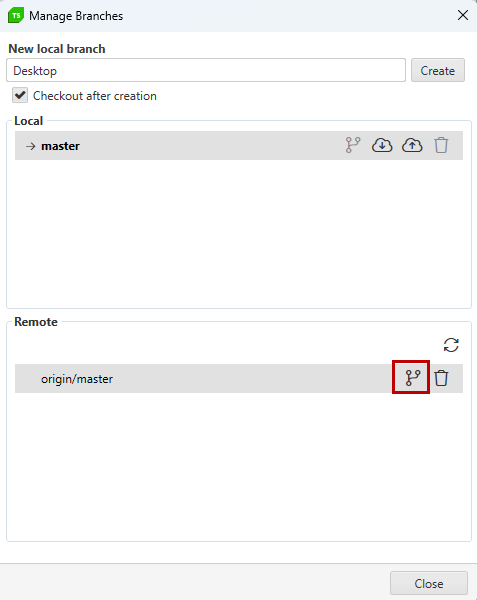 TS Manage Branches
New local branch
Desktop Create
Checkout after creation
Local
master
Remote
origin/master
Close